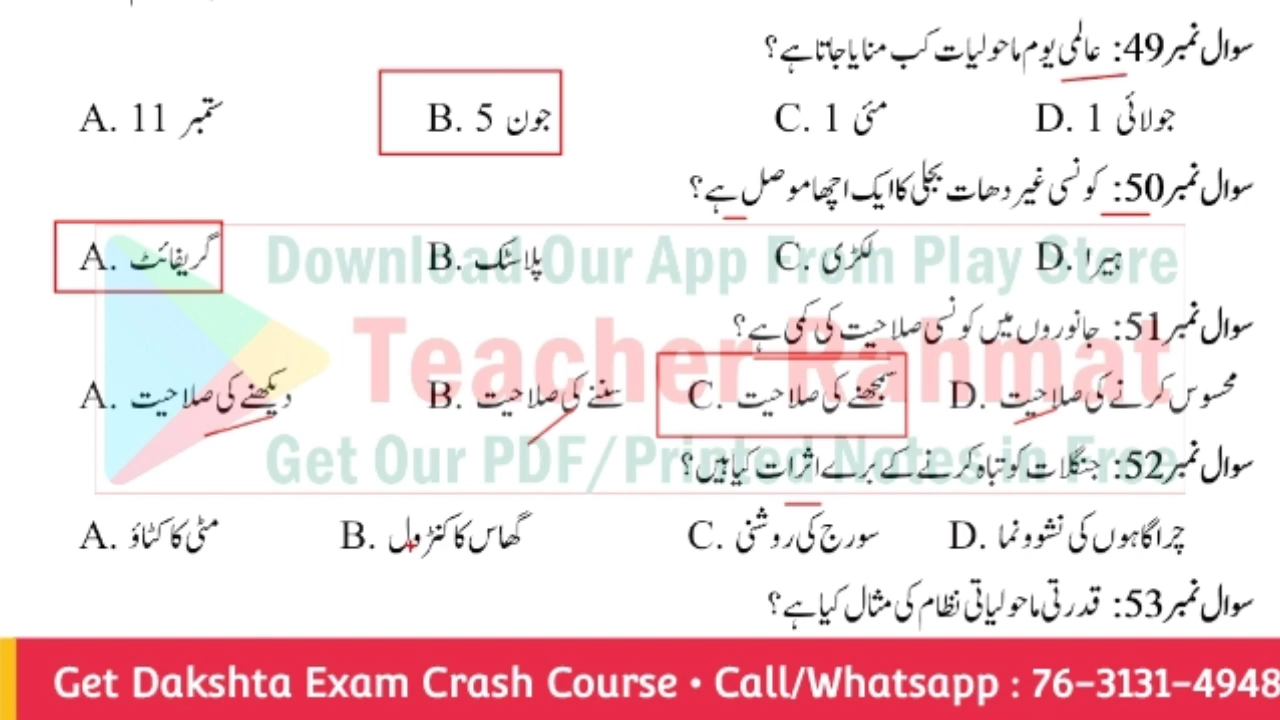 سوال نمبر49: عالمی یوم ماحولیات کب منایا جاتا ہے؟
A. 11 ستمبر B. 5 جون C. 1 مئی D. 1 جولائی
سوال نمبر50: کونسی غیر دھات بجلی کا ایک اچھا موصل ہے؟
A. گریفائٹ B. پلاسٹک C. لکڑی D. ہیرا
Download Our App From Play Store
سوال نمبر51: جانوروں میں کونسی صلاحیت کی کمی ہے؟
Teacher Rahmat
A. دیکھنے کی صلاحیت B. سننے کی صلاحیت C. سمجھنے کی صلاحیت D. محسوس کرنے کی صلاحیت
سوال نمبر52: جنگلات کو تباہ کرنے کے برے اثرات کیا ہیں؟
Get Our PDF/Printed Notes in Free
A. مٹی کا کٹاؤ B. گھاس کا کنٹرول C. سورج کی روشنی D. چراگاہوں کی نشوونما
سوال نمبر53: قدرتی ماحولیاتی نظام کی مثال کیا ہے؟
Get Dakshta Exam Crash Course • Call/Whatsapp : 76-3131-4948